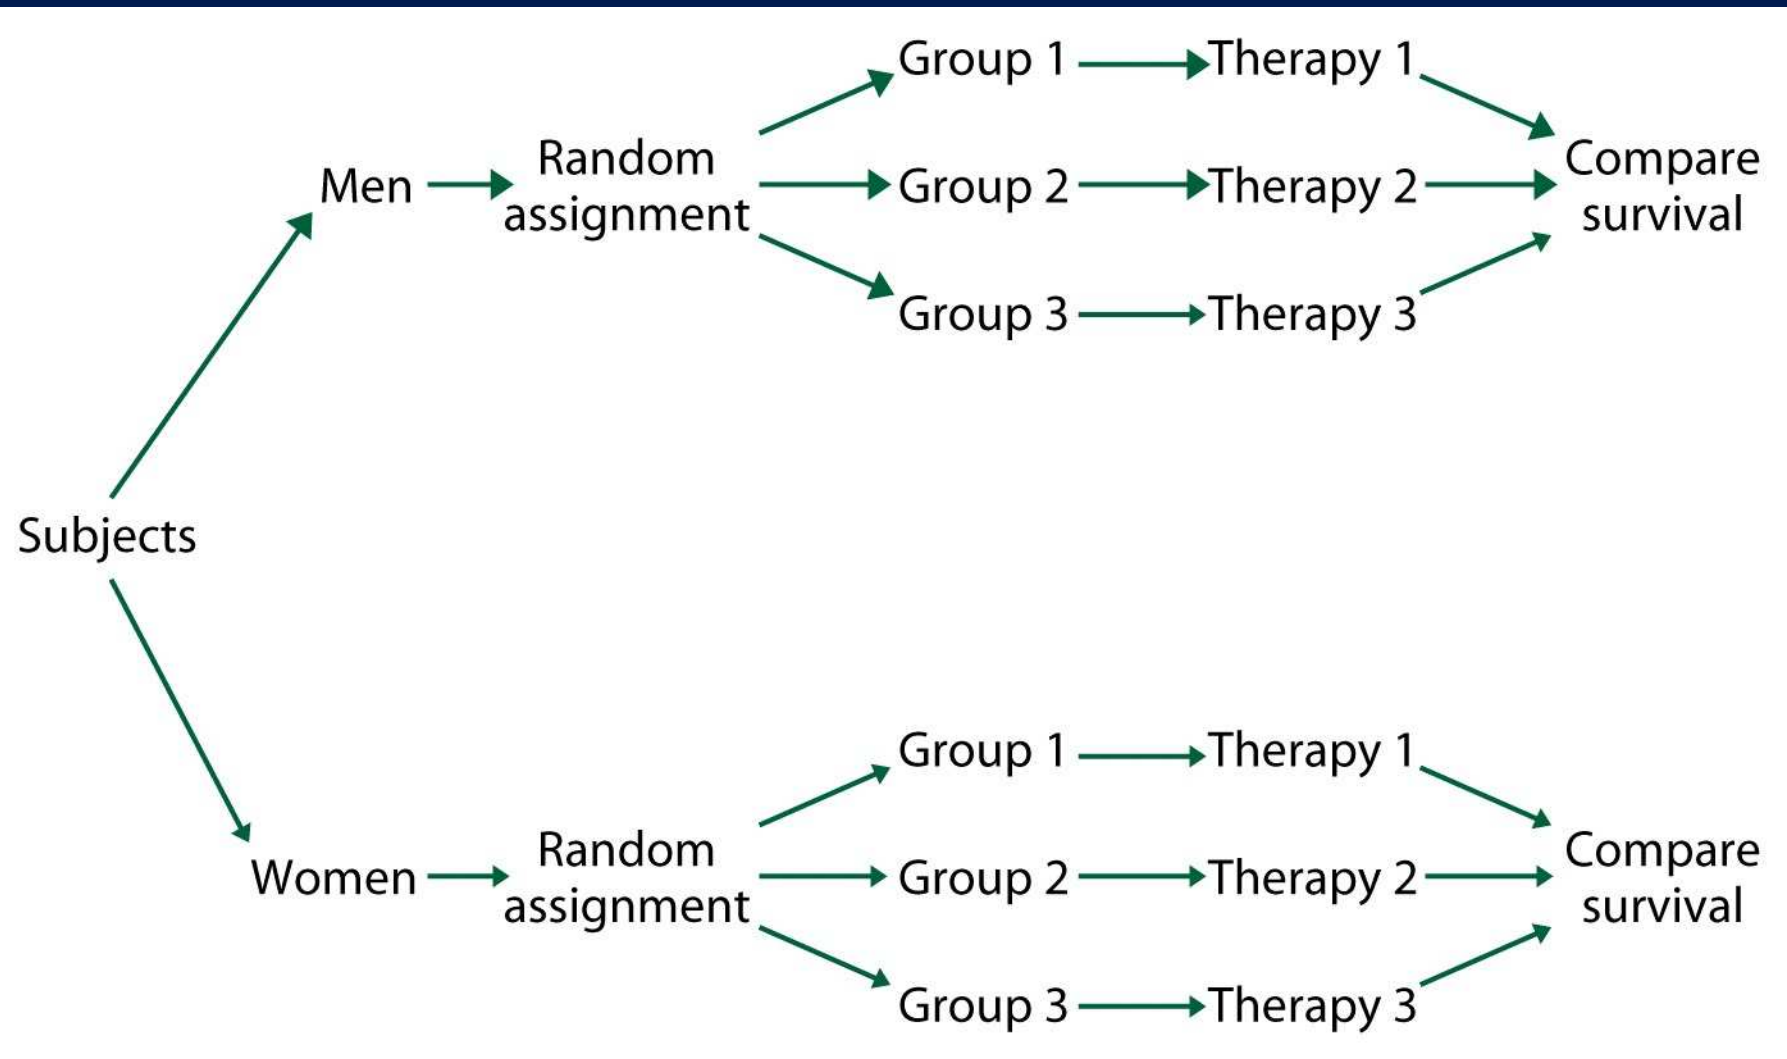 Subjects
Men
Random
assignment
Group 1
Therapy 1
Group 2
Therapy 2
Group 3
Therapy 3
Compare
survival
Women
Random
assignment
Group 1
Therapy 1
Group 2
Therapy 2
Group 3
Therapy 3
Compare
survival